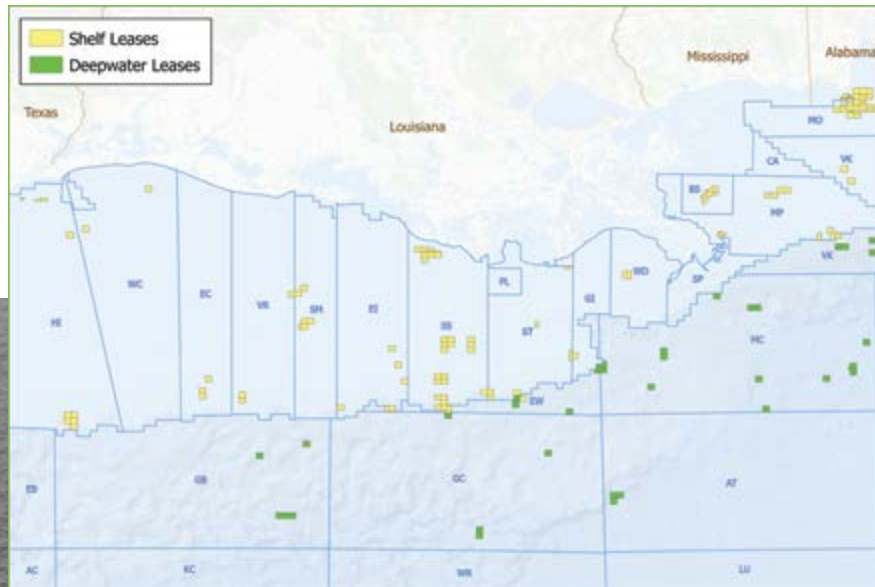 Shelf Leases
Deepwater Leases
Mississippi
Alabama
Texas
Louisiana
MO
CA
VK
BS
MP
WC
EC
VR
SM
EI
SS
PL
ST
GI
WD
SP
VK
HI
MC
EW
EB
GB
GC
AT
AC
KC
WR
LU